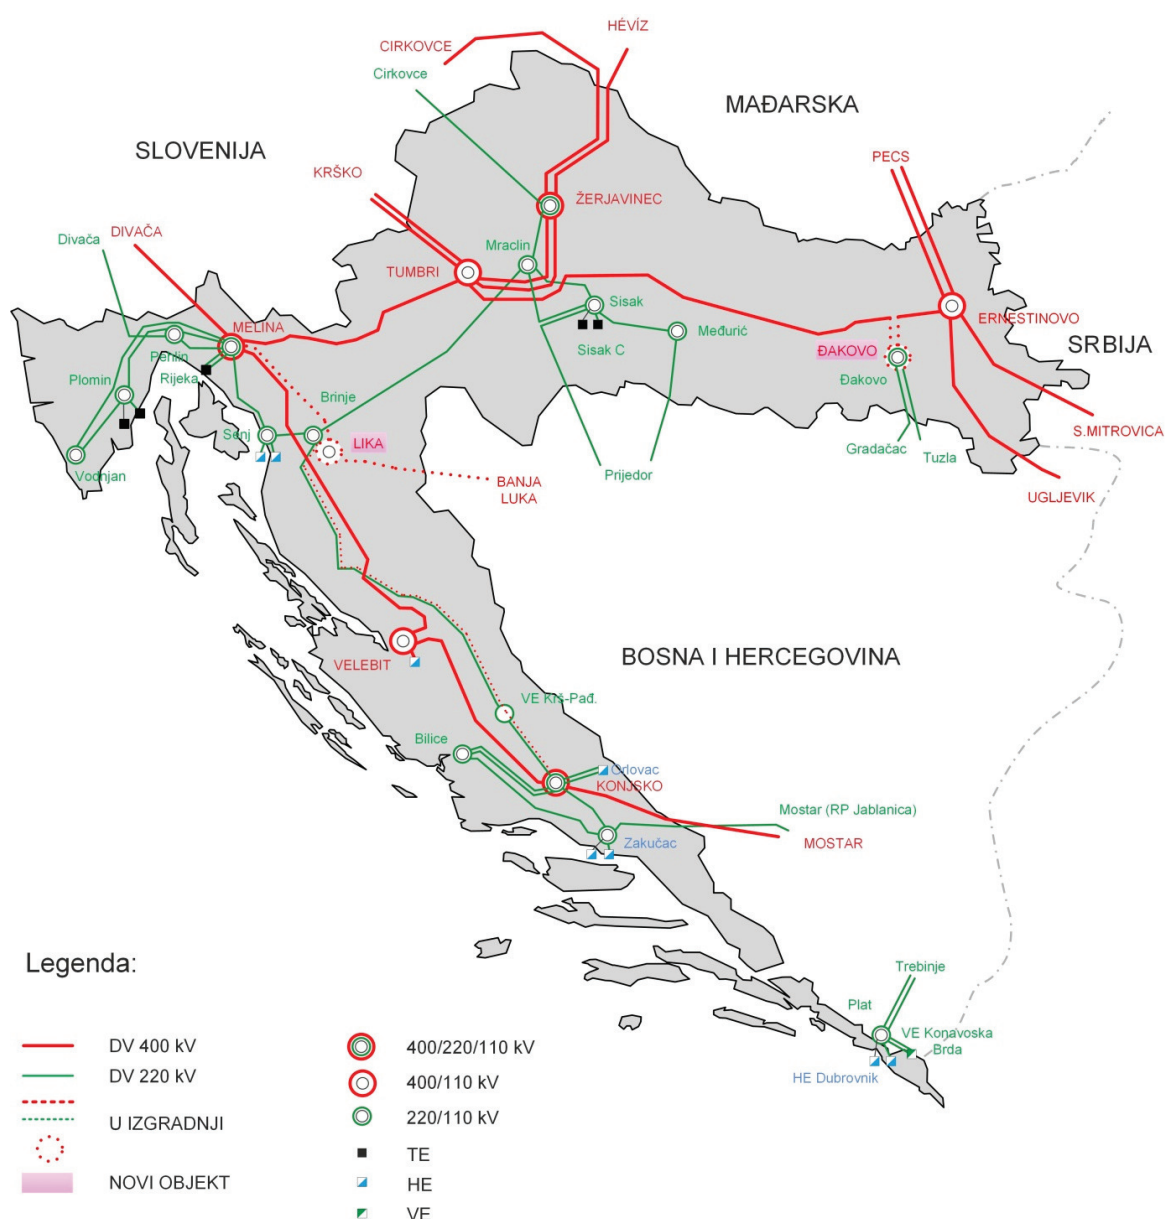 HÉVÍZ
CIRKOVCE
Cirkovce
MAĐARSKA
SLOVENIJA
PECS
KRŠKO
ŽERJAVINEC
DIVAČA
Divača
Mraclin
TUMBRI
Sisak
MELINA
Međurić
ERNESTINOVO
SRBIJA
Sisak C
ĐAKOVO
Pehlin
Plomin
Rijeka
Đakovo
Brinje
S.MITROVICA
Senj
LIKA
Gradačac
Tuzla
Vodnjan
Prijedor
BANJA
LUKA
UGLJEVIK
VELEBIT
BOSNA I HERCEGOVINA
VE Krš-Pađ.
Bilice
Orlovac
KONJSKO
Mostar (RP Jablanica)
Zakučac
MOSTAR
Legenda:
Trebinje
Plat
VE Konavoska
Brda
HE Dubrovnik
DV 400 kV
400/220/110 kV
DV 220 kV
400/110 kV
U IZGRADNJI
220/110 kV
TE
NOVI OBJEKT
HE
VE